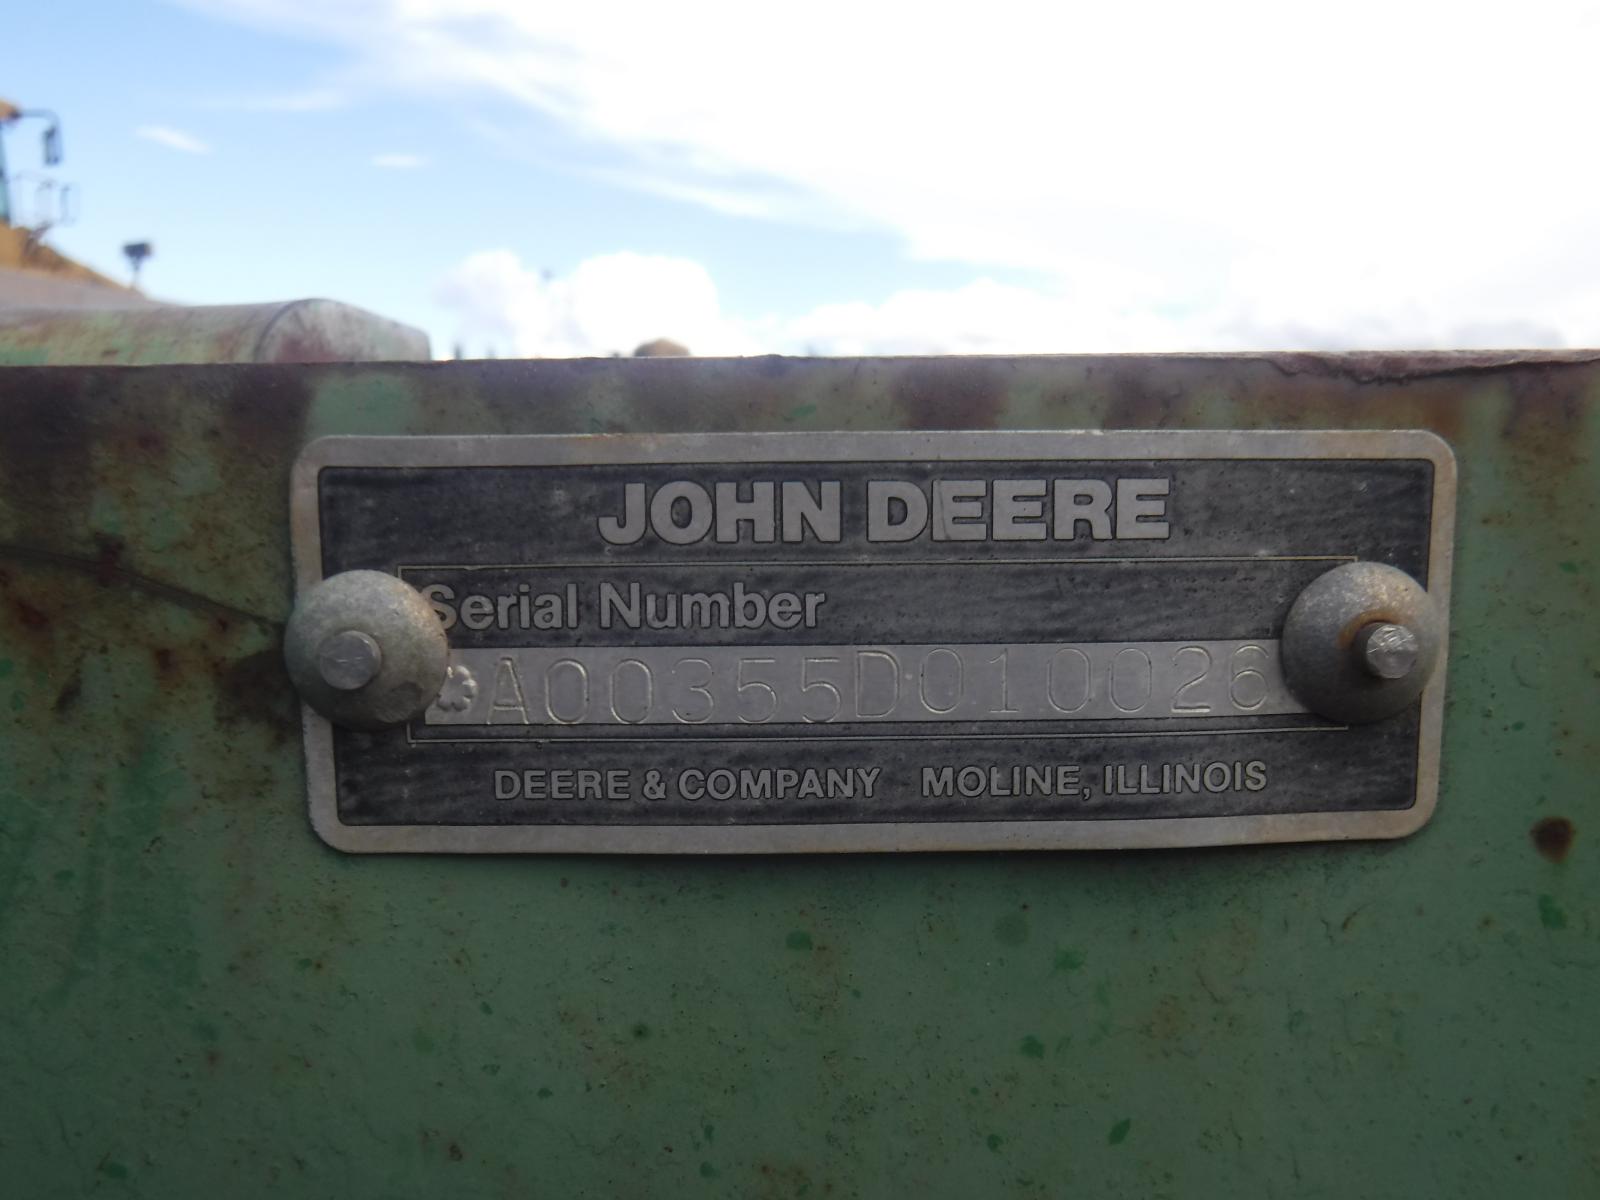 JOHN DEERE
Serial Number
A00355D010026
DEERE & COMPANY MOLINE, ILLINOIS